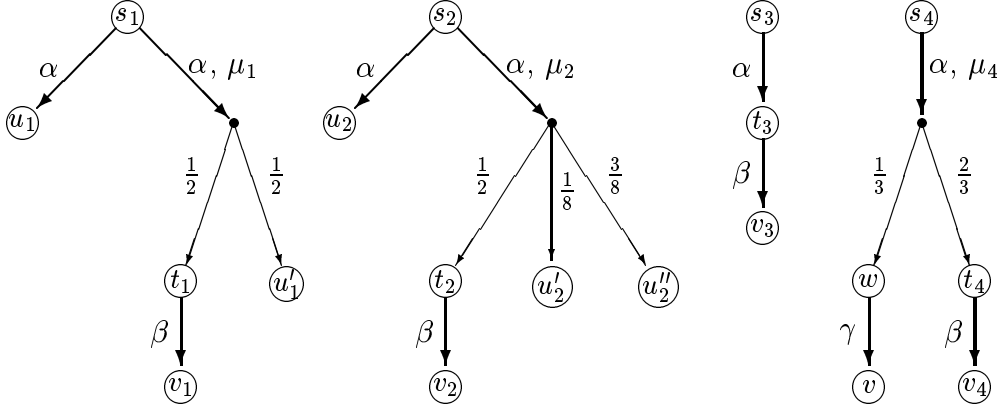 s₁ s₂ s₃ s₄
α α, μ₁ α α, μ₂ α α, μ₄
u₁ u₂ t₃
1/2 1/2 1/2 1/8 3/8 β 1/3 2/3
v₃
t₁ u′₁ t₂ u′₂ u″₂ w t₄
β β γ β
v₁ v₂ v v₄